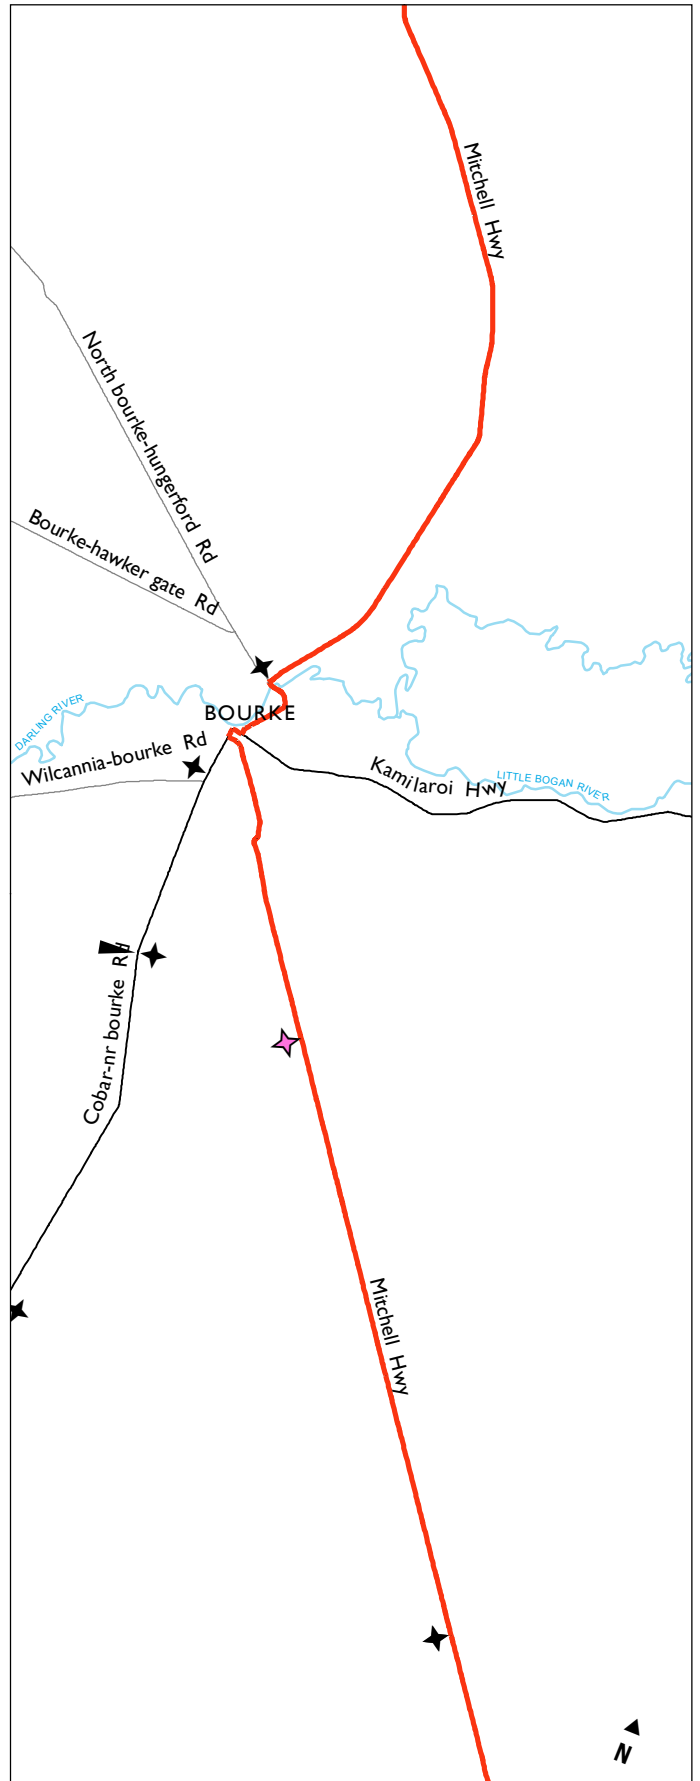 Mitchell Hwy
North bourke-hungerford Rd
Bourke-hawker gate Rd
DARLING RIVER
BOURKE
Wilcannia-bourke Rd
Kamilaroi Hwy
LITTLE BOGAN RIVER
Cobar-nr bourke Rd
Mitchell Hwy
N